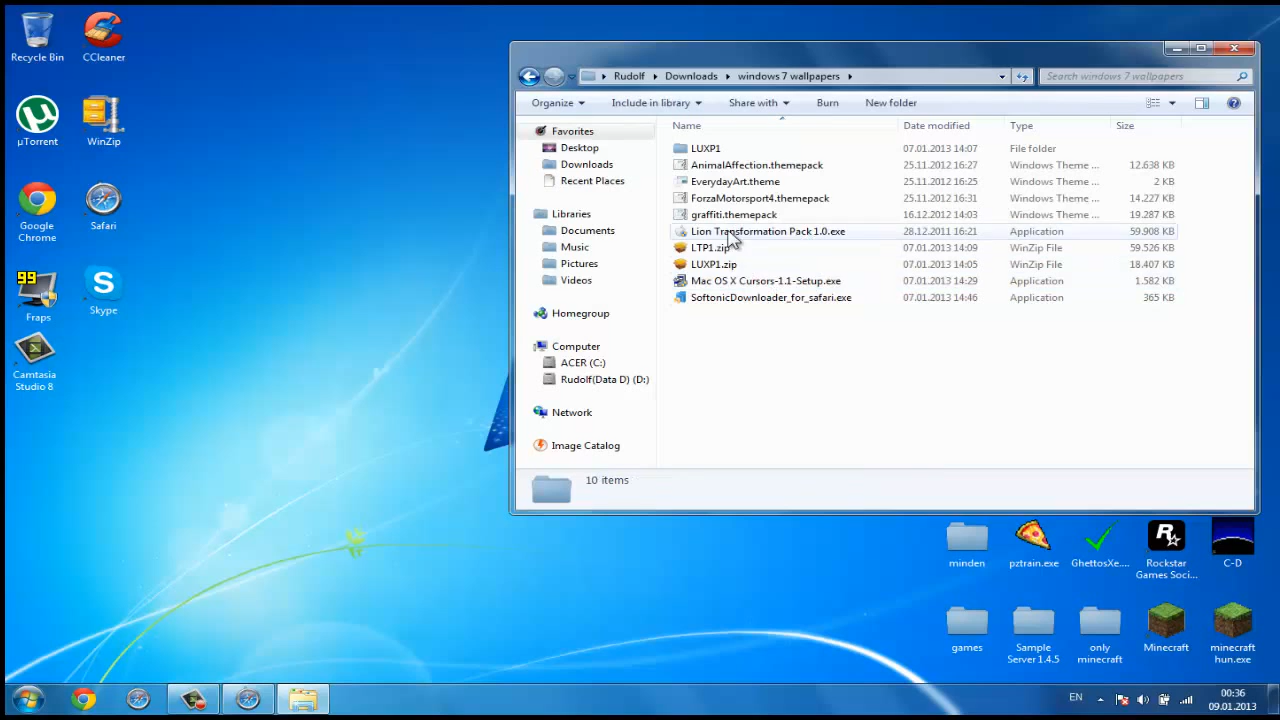 Recycle Bin
CCleaner
µTorrent
WinZip
Google Chrome
Safari
99
Fraps
Skype
Camtasia Studio 8
Rudolf Downloads windows 7 wallpapers
Search windows 7 wallpapers
Organize Include in library Share with Burn New folder
Favorites
Desktop
Downloads
Recent Places
Libraries
Documents
Music
Pictures
Videos
Homegroup
Computer
ACER (C:)
Rudolf(Data D) (D:)
Network
Image Catalog
Name Date modified Type Size
LUXP1 07.01.2013 14:07 File folder
AnimalAffection.themepack 25.11.2012 16:27 Windows Theme ... 12.638 KB
EverydayArt.theme 25.11.2012 16:25 Windows Theme ... 2 KB
ForzaMotorsport4.themepack 25.11.2012 16:31 Windows Theme ... 14.227 KB
graffiti.themepack 16.12.2012 14:03 Windows Theme ... 19.287 KB
Lion Transformation Pack 1.0.exe 28.12.2011 16:21 Application 59.908 KB
LTP1.zip 07.01.2013 14:09 WinZip File 59.526 KB
LUXP1.zip 07.01.2013 14:05 WinZip File 18.407 KB
Mac OS X Cursors-1.1-Setup.exe 07.01.2013 14:29 Application 1.582 KB
SoftonicDownloader_for_safari.exe 07.01.2013 14:46 Application 365 KB
10 items
minden
pztrain.exe
GhettosXe....
Rockstar Games Soci...
C-D
games
Sample Server 1.4.5
only minecraft
Minecraft
minecraft hun.exe
EN
00:36
09.01.2013